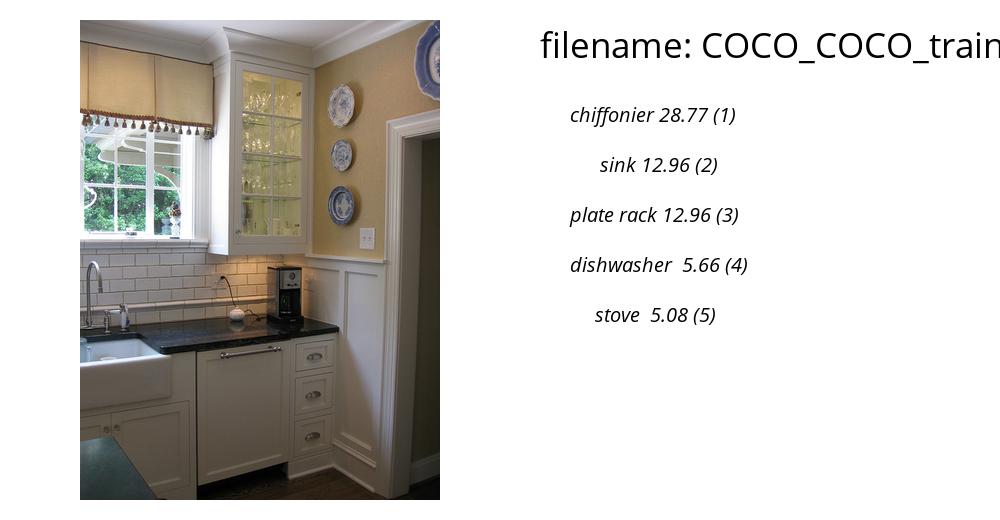 filename: COCO_COCO_train
chiffonier 28.77 (1)
sink 12.96 (2)
plate rack 12.96 (3)
dishwasher 5.66 (4)
stove 5.08 (5)